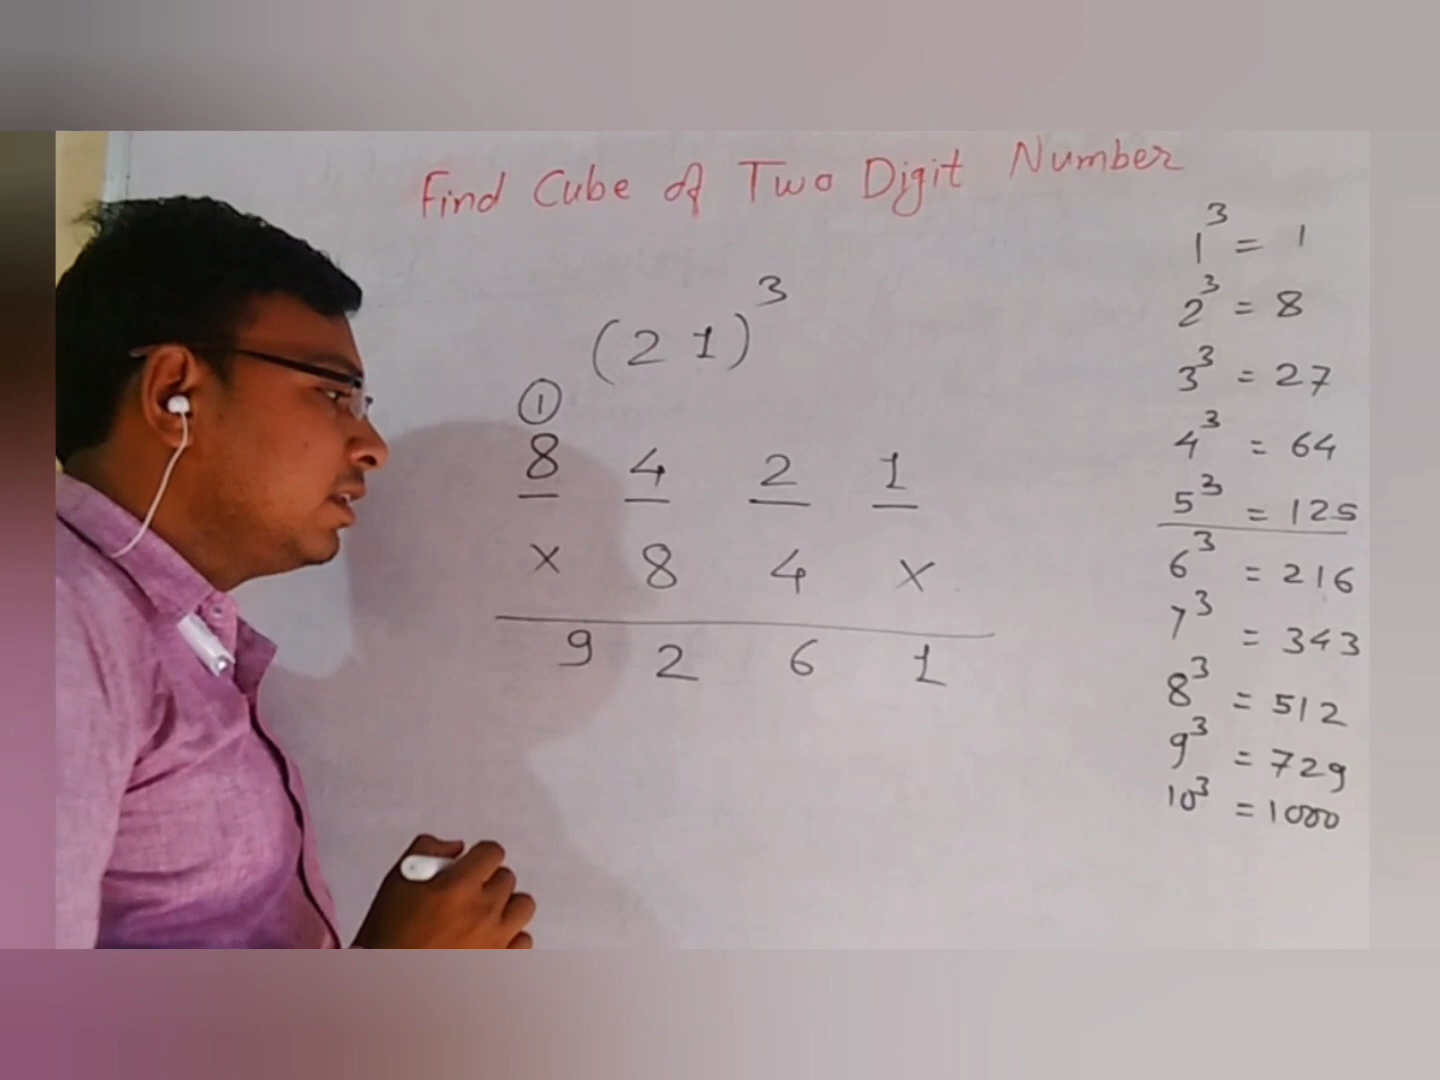 Find Cube of Two Digit Number
(21)³
①
8 4 2 1
× 8 4 ×
9 2 6 1
1³ = 1
2³ = 8
3³ = 27
4³ = 64
5³ = 125
6³ = 216
7³ = 343
8³ = 512
9³ = 729
10³ = 1000